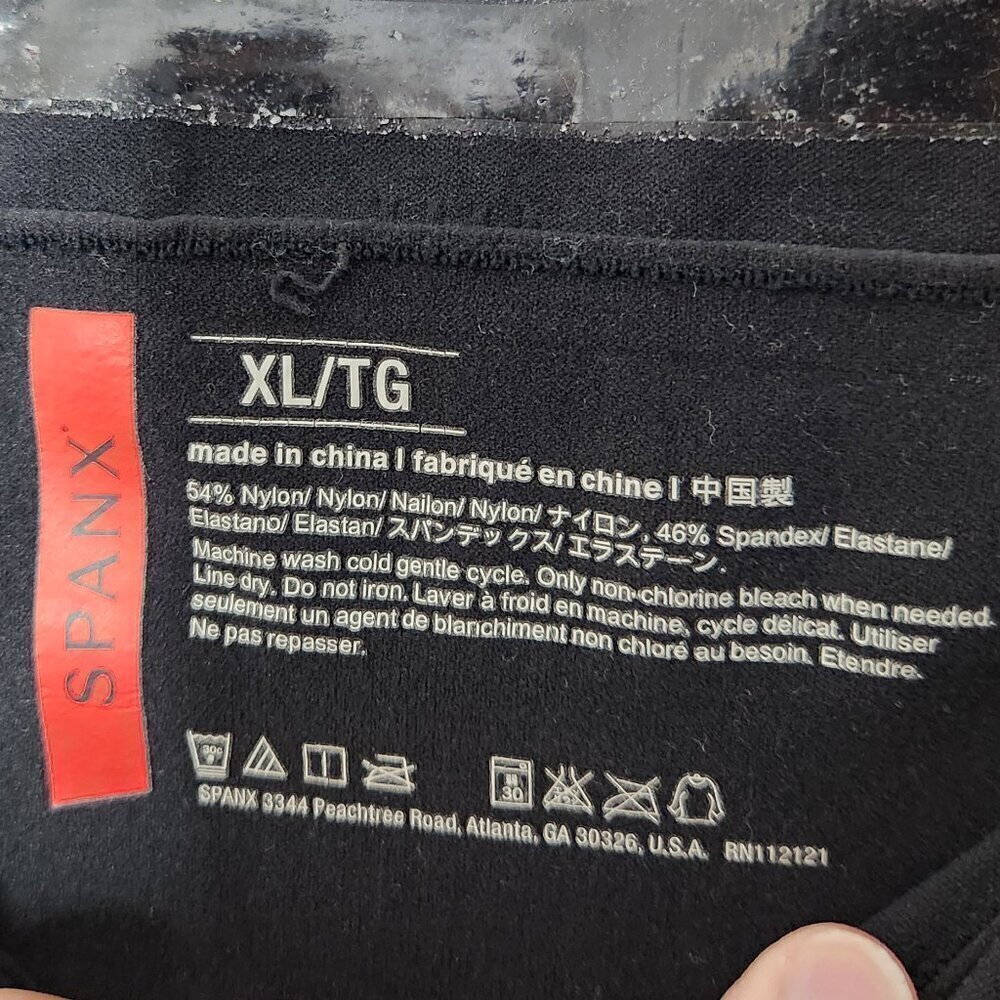 SPANX
XL/TG
made in china | fabriqué en chine | 中国製
54% Nylon/ Nylon/ Nailon/ Nylon/ ナイロン, 46% Spandex/ Elastane/
Elastano/ Elastan/ スパンデックス/ エラステーン.
Machine wash cold gentle cycle. Only non-chlorine bleach when needed.
Line dry. Do not iron. Laver à froid en machine, cycle délicat. Utiliser
seulement un agent de blanchiment non chloré au besoin. Etendre.
Ne pas repasser.
30c
30
SPANX 3344 Peachtree Road, Atlanta, GA 30326, U.S.A. RN112121